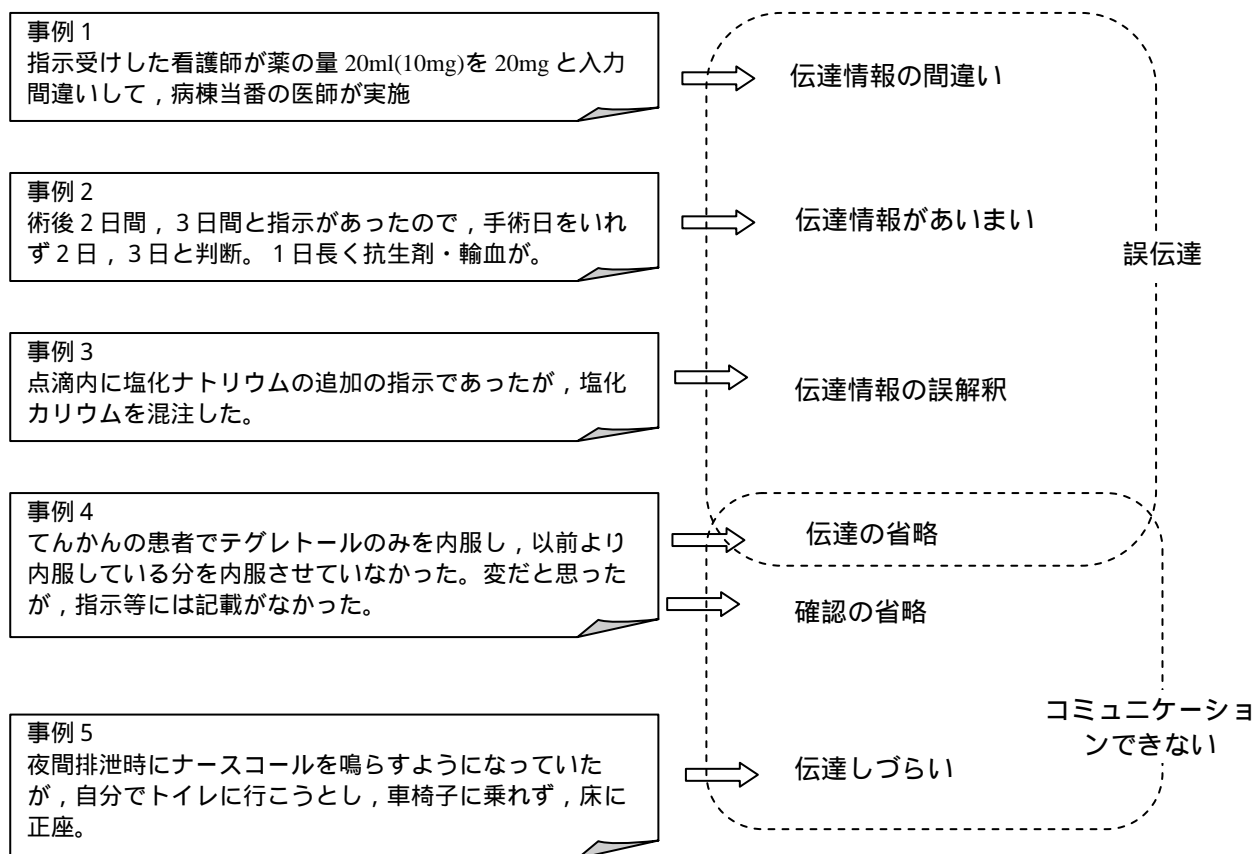 事例１
指示受けした看護師が薬の量 20ml(10mg)を 20mg と入力
間違いして，病棟当番の医師が実施
伝達情報の間違い
事例２
術後２日間，３日間と指示があったので，手術日をいれ
ず２日，３日と判断。１日長く抗生剤・輸血が。
伝達情報があいまい
誤伝達
事例３
点滴内に塩化ナトリウムの追加の指示であったが，塩化
カリウムを混注した。
伝達情報の誤解釈
事例４
てんかんの患者でテグレトールのみを内服し，以前より
内服している分を内服させていなかった。変だと思った
が，指示等には記載がなかった。
伝達の省略
確認の省略
コミュニケーショ
ンできない
事例５
夜間排泄時にナースコールを鳴らすようになっていた
が，自分でトイレに行こうとし，車椅子に乗れず，床に
正座。
伝達しづらい